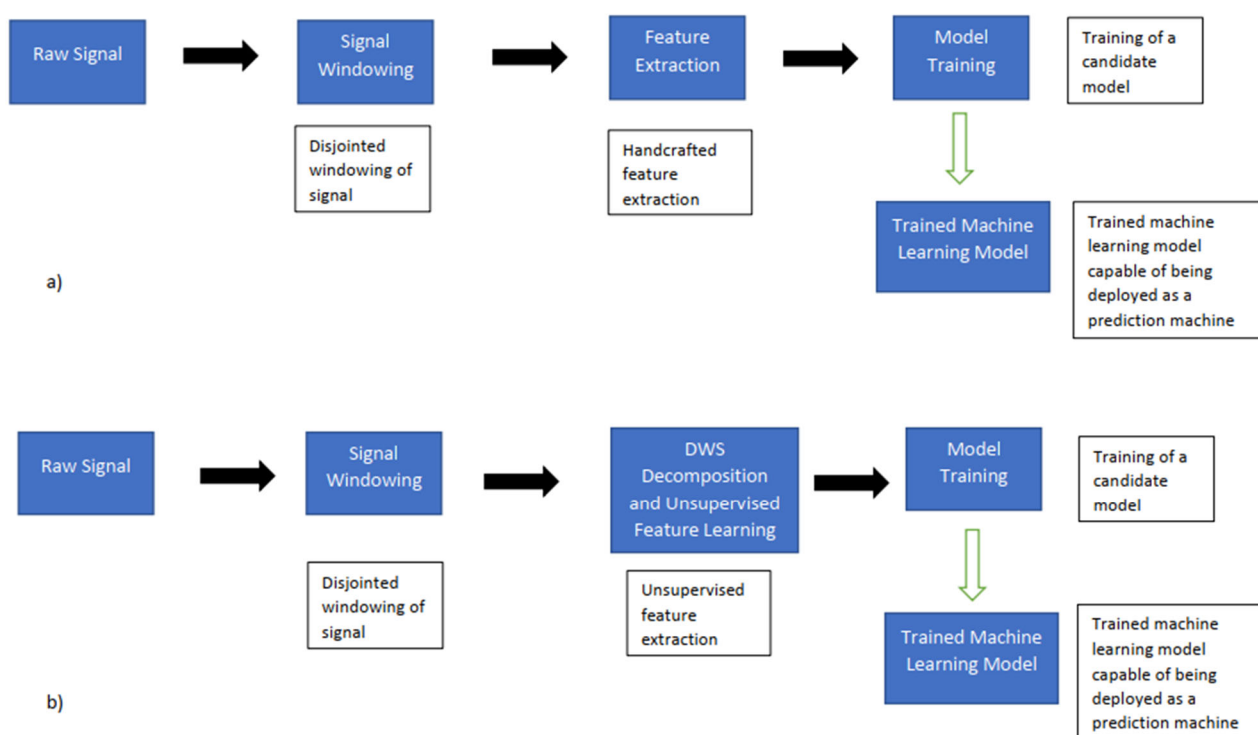 Raw Signal
Signal
Windowing
Feature
Extraction
Model
Training
Training of a
candidate
model
Disjointed
windowing of
signal
Handcrafted
feature
extraction
Trained Machine
Learning Model
Trained machine
learning model
capable of being
deployed as a
prediction machine
a)
Raw Signal
Signal
Windowing
DWS
Decomposition
and Unsupervised
Feature Learning
Model
Training
Training of a
candidate
model
Disjointed
windowing of
signal
Unsupervised
feature
extraction
Trained Machine
Learning Model
Trained machine
learning model
capable of being
deployed as a
prediction machine
b)